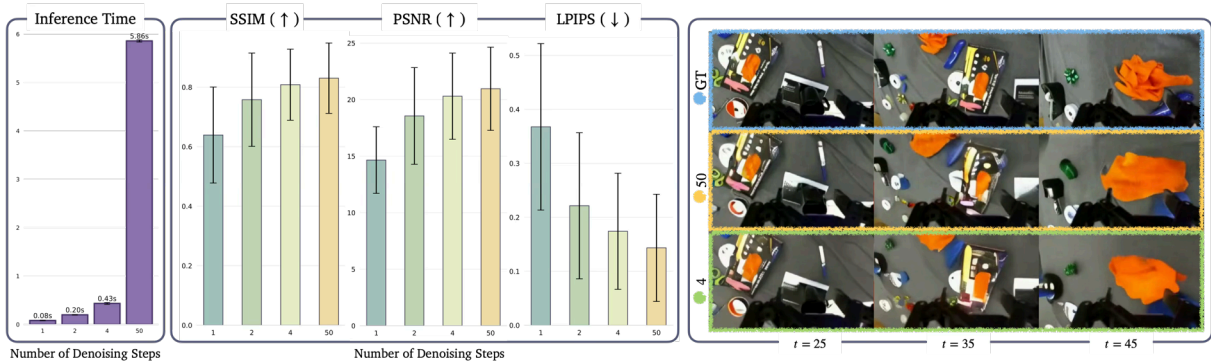 Inference Time
6
5
4
3
2
1
0
5.86s
0.43s
0.20s
0.08s
1 2 4 50
Number of Denoising Steps
SSIM ( ↑ )
0.8
0.6
0.4
0.2
0.0
1 2 4 50
PSNR ( ↑ )
25
20
15
10
5
0
1 2 4 50
LPIPS ( ↓ )
0.5
0.4
0.3
0.2
0.1
0.0
1 2 4 50
Number of Denoising Steps
GT
50
4
t = 25
t = 35
t = 45